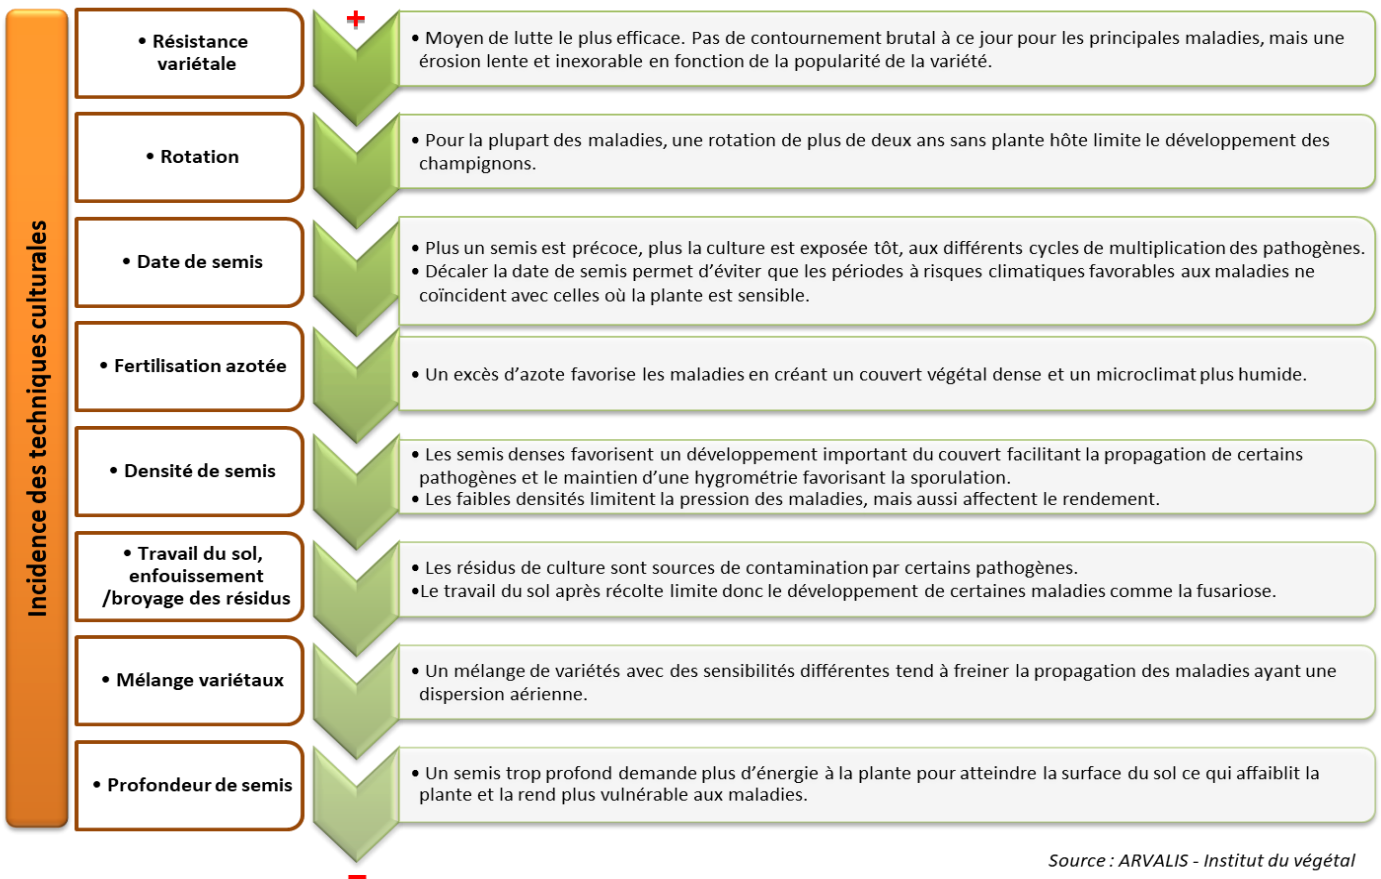 Incidence des techniques culturales
+
• Résistance
variétale
• Moyen de lutte le plus efficace. Pas de contournement brutal à ce jour pour les principales maladies, mais une
érosion lente et inexorable en fonction de la popularité de la variété.
• Rotation
• Pour la plupart des maladies, une rotation de plus de deux ans sans plante hôte limite le développement des
champignons.
• Date de semis
• Plus un semis est précoce, plus la culture est exposée tôt, aux différents cycles de multiplication des pathogènes.
• Décaler la date de semis permet d’éviter que les périodes à risques climatiques favorables aux maladies ne
coïncident avec celles où la plante est sensible.
• Fertilisation azotée
• Un excès d’azote favorise les maladies en créant un couvert végétal dense et un microclimat plus humide.
• Densité de semis
• Les semis denses favorisent un développement important du couvert facilitant la propagation de certains
pathogènes et le maintien d’une hygrométrie favorisant la sporulation.
• Les faibles densités limitent la pression des maladies, mais aussi affectent le rendement.
• Travail du sol,
enfouissement
/broyage des résidus
• Les résidus de culture sont sources de contamination par certains pathogènes.
•Le travail du sol après récolte limite donc le développement de certaines maladies comme la fusariose.
• Mélange variétaux
• Un mélange de variétés avec des sensibilités différentes tend à freiner la propagation des maladies ayant une
dispersion aérienne.
• Profondeur de semis
• Un semis trop profond demande plus d’énergie à la plante pour atteindre la surface du sol ce qui affaiblit la
plante et la rend plus vulnérable aux maladies.
–
Source : ARVALIS - Institut du végétal